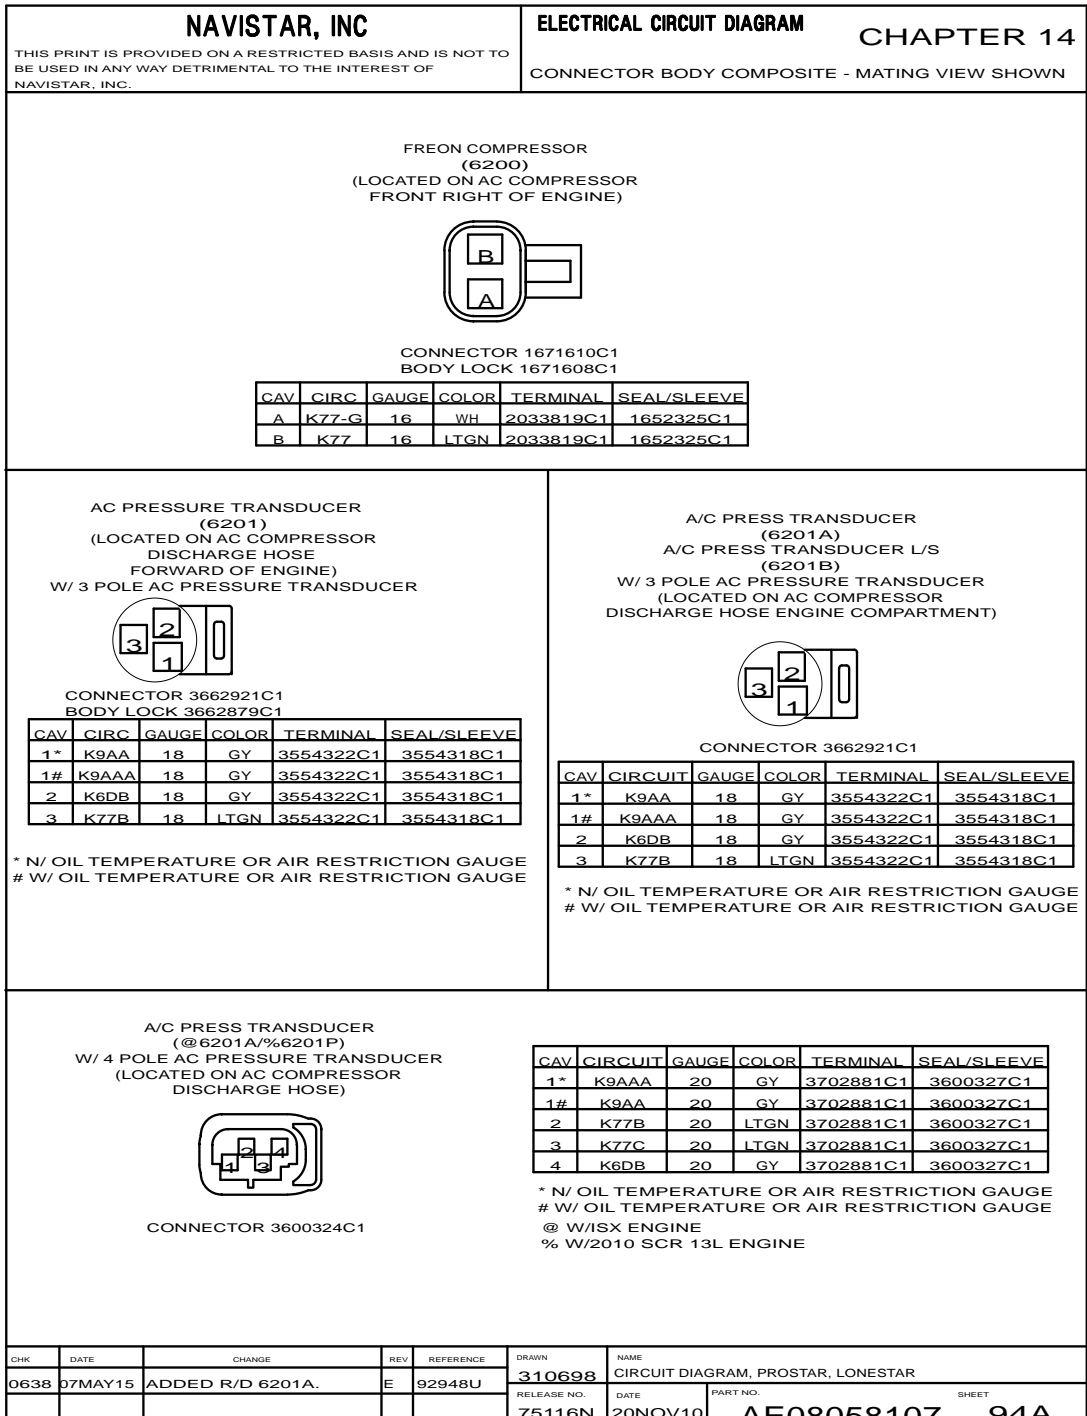 NAVISTAR, INC
THIS PRINT IS PROVIDED ON A RESTRICTED BASIS AND IS NOT TO
BE USED IN ANY WAY DETRIMENTAL TO THE INTEREST OF
NAVISTAR, INC.
ELECTRICAL CIRCUIT DIAGRAM
CHAPTER 14
CONNECTOR BODY COMPOSITE - MATING VIEW SHOWN
FREON COMPRESSOR
(6200)
(LOCATED ON AC COMPRESSOR
FRONT RIGHT OF ENGINE)
B
A
CONNECTOR 1671610C1
BODY LOCK 1671608C1
CAV CIRC GAUGE COLOR TERMINAL SEAL/SLEEVE
A K77-G 16 WH 2033819C1 1652325C1
B K77 16 LTGN 2033819C1 1652325C1
AC PRESSURE TRANSDUCER
(6201)
(LOCATED ON AC COMPRESSOR
DISCHARGE HOSE
FORWARD OF ENGINE)
W/ 3 POLE AC PRESSURE TRANSDUCER
2
3
1
CONNECTOR 3662921C1
BODY LOCK 3662879C1
CAV CIRC GAUGE COLOR TERMINAL SEAL/SLEEVE
1* K9AA 18 GY 3554322C1 3554318C1
1# K9AAA 18 GY 3554322C1 3554318C1
2 K6DB 18 GY 3554322C1 3554318C1
3 K77B 18 LTGN 3554322C1 3554318C1
* N/ OIL TEMPERATURE OR AIR RESTRICTION GAUGE
# W/ OIL TEMPERATURE OR AIR RESTRICTION GAUGE
A/C PRESS TRANSDUCER
(6201A)
A/C PRESS TRANSDUCER L/S
(6201B)
W/ 3 POLE AC PRESSURE TRANSDUCER
(LOCATED ON AC COMPRESSOR
DISCHARGE HOSE ENGINE COMPARTMENT)
2
3
1
CONNECTOR 3662921C1
CAV CIRCUIT GAUGE COLOR TERMINAL SEAL/SLEEVE
1* K9AA 18 GY 3554322C1 3554318C1
1# K9AAA 18 GY 3554322C1 3554318C1
2 K6DB 18 GY 3554322C1 3554318C1
3 K77B 18 LTGN 3554322C1 3554318C1
* N/ OIL TEMPERATURE OR AIR RESTRICTION GAUGE
# W/ OIL TEMPERATURE OR AIR RESTRICTION GAUGE
A/C PRESS TRANSDUCER
(@6201A/%6201P)
W/ 4 POLE AC PRESSURE TRANSDUCER
(LOCATED ON AC COMPRESSOR
DISCHARGE HOSE)
2 4
1 3
CONNECTOR 3600324C1
CAV CIRCUIT GAUGE COLOR TERMINAL SEAL/SLEEVE
1* K9AAA 20 GY 3702881C1 3600327C1
1# K9AA 20 GY 3702881C1 3600327C1
2 K77B 20 LTGN 3702881C1 3600327C1
3 K77C 20 LTGN 3702881C1 3600327C1
4 K6DB 20 GY 3702881C1 3600327C1
* N/ OIL TEMPERATURE OR AIR RESTRICTION GAUGE
# W/ OIL TEMPERATURE OR AIR RESTRICTION GAUGE
@ W/ISX ENGINE
% W/2010 SCR 13L ENGINE
CHK DATE CHANGE REV REFERENCE
0638 07MAY15 ADDED R/D 6201A. E 92948U
DRAWN
310698
NAME
CIRCUIT DIAGRAM, PROSTAR, LONESTAR
RELEASE NO.
75116N
DATE
20NOV10
PART NO.
AE08058107
SHEET
94A